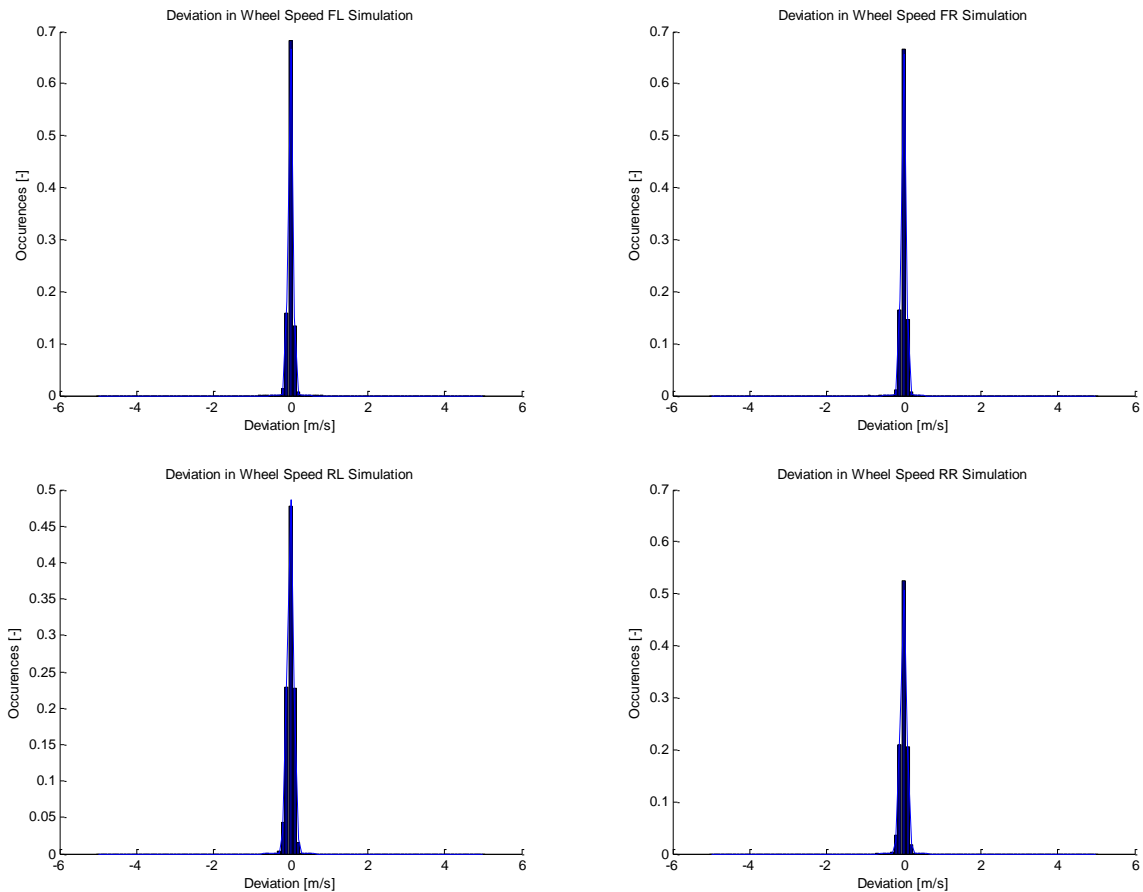 Deviation in Wheel Speed FL Simulation
0.7
0.6
0.5
0.4
0.3
0.2
0.1
0
Occurences [-]
-6 -4 -2 0 2 4 6
Deviation [m/s]
Deviation in Wheel Speed FR Simulation
0.7
0.6
0.5
0.4
0.3
0.2
0.1
0
Occurences [-]
-6 -4 -2 0 2 4 6
Deviation [m/s]
Deviation in Wheel Speed RL Simulation
0.5
0.45
0.4
0.35
0.3
0.25
0.2
0.15
0.1
0.05
0
Occurences [-]
-6 -4 -2 0 2 4 6
Deviation [m/s]
Deviation in Wheel Speed RR Simulation
0.7
0.6
0.5
0.4
0.3
0.2
0.1
0
Occurences [-]
-6 -4 -2 0 2 4 6
Deviation [m/s]